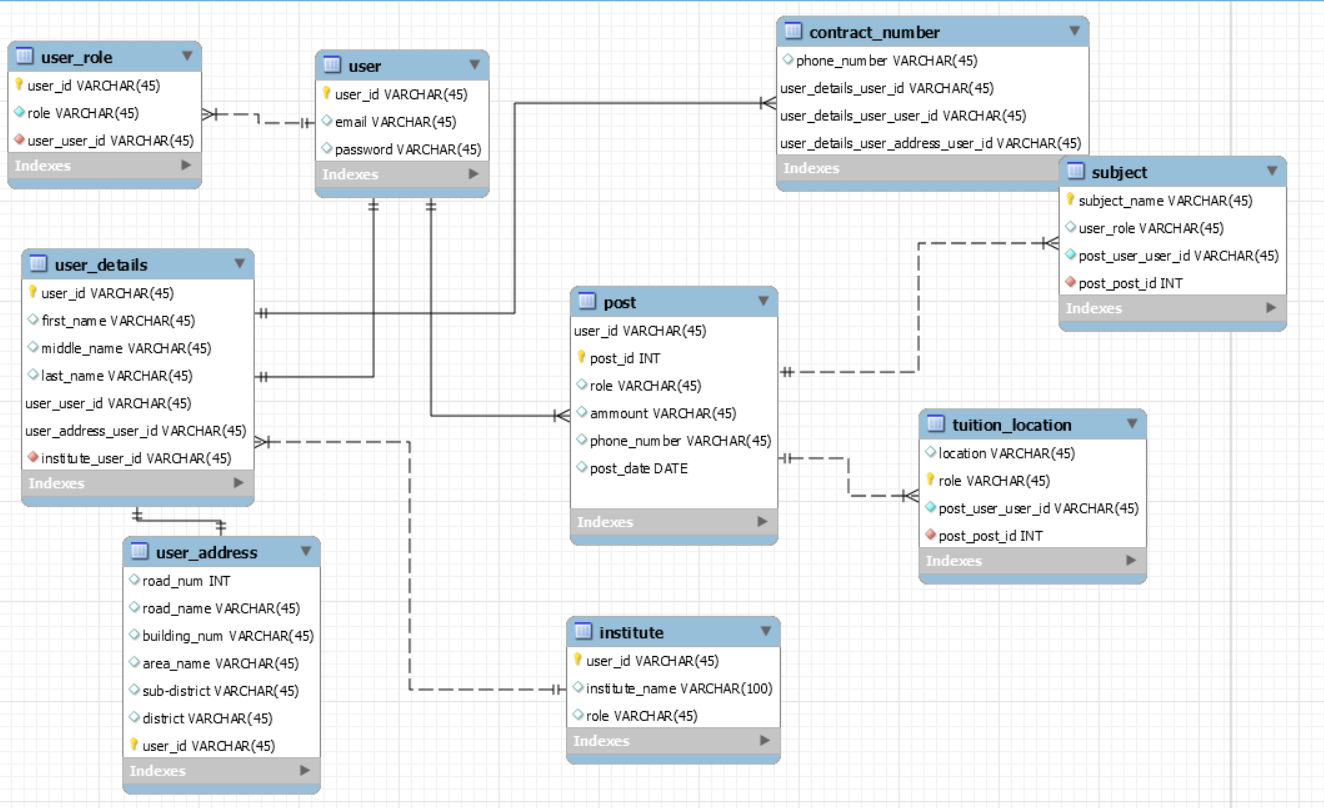 user_role
user_id VARCHAR(45)
role VARCHAR(45)
user_user_id VARCHAR(45)
Indexes
user
user_id VARCHAR(45)
email VARCHAR(45)
password VARCHAR(45)
Indexes
contract_number
phone_number VARCHAR(45)
user_details_user_id VARCHAR(45)
user_details_user_user_id VARCHAR(45)
user_details_user_address_user_id VARCHAR(45)
Indexes
subject
subject_name VARCHAR(45)
user_role VARCHAR(45)
post_user_user_id VARCHAR(45)
post_post_id INT
Indexes
user_details
user_id VARCHAR(45)
first_name VARCHAR(45)
middle_name VARCHAR(45)
last_name VARCHAR(45)
user_user_id VARCHAR(45)
user_address_user_id VARCHAR(45)
institute_user_id VARCHAR(45)
Indexes
post
user_id VARCHAR(45)
post_id INT
role VARCHAR(45)
ammount VARCHAR(45)
phone_number VARCHAR(45)
post_date DATE
Indexes
tuition_location
location VARCHAR(45)
role VARCHAR(45)
post_user_user_id VARCHAR(45)
post_post_id INT
Indexes
user_address
road_num INT
road_name VARCHAR(45)
building_num VARCHAR(45)
area_name VARCHAR(45)
sub-district VARCHAR(45)
district VARCHAR(45)
user_id VARCHAR(45)
Indexes
institute
user_id VARCHAR(45)
institute_name VARCHAR(100)
role VARCHAR(45)
Indexes